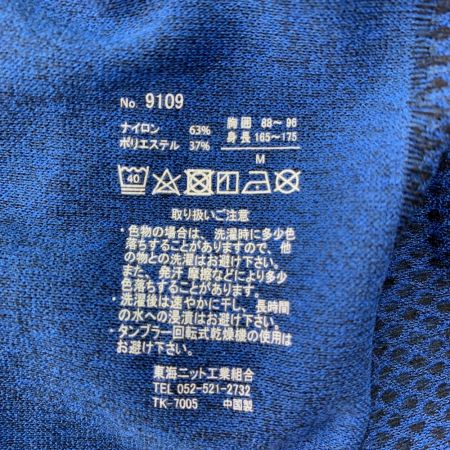 No. 9109
ナイロン 63% 胸囲 88〜96
ポリエステル 37% 身長 165〜175
M
40
取り扱いご注意
・色物の場合は、洗濯時に多少色
落ちすることがありますので、他
の物との洗濯はお避け下さい。
また、発汗摩擦などにより多少
色落ちすることがあります。
・洗濯後は速やかに干し、長時間
の水への浸漬はお避け下さい。
・タンブラー回転式乾燥機の使用は
お避け下さい
東海ニット工業組合
TEL 052-521-2732
TK-7005 中国製